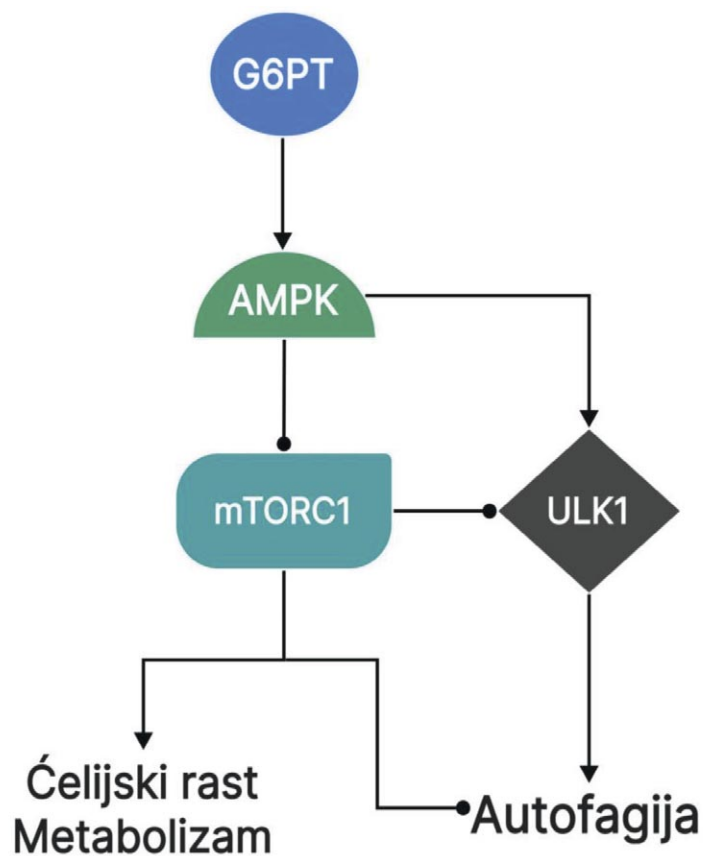 G6PT
AMPK
mTORC1
ULK1
Ćelijski rast
Metabolizam
Autofagija